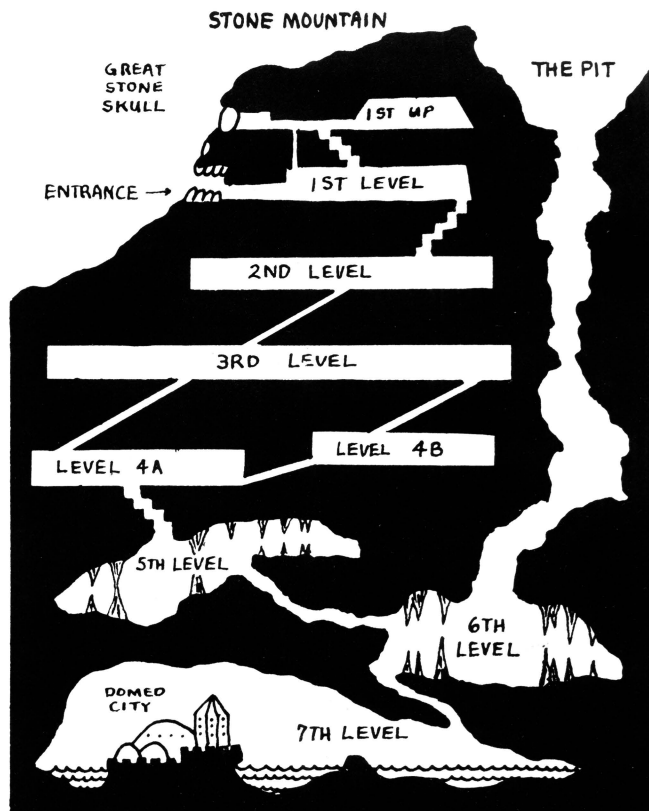 STONE MOUNTAIN
GREAT
STONE
SKULL
THE PIT
1ST UP
ENTRANCE →
1ST LEVEL
2ND LEVEL
3RD LEVEL
LEVEL 4A
LEVEL 4B
5TH LEVEL
6TH
LEVEL
DOMED
CITY
7TH LEVEL